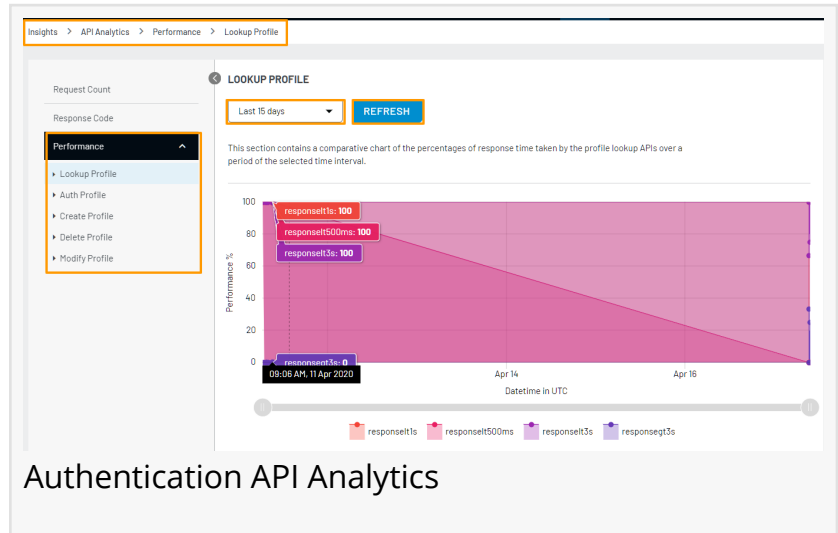 Insights > API Analytics > Performance > Lookup Profile
Request Count
Response Code
Performance
Lookup Profile
Auth Profile
Create Profile
Delete Profile
Modify Profile
LOOKUP PROFILE
Last 15 days
REFRESH
This section contains a comparative chart of the percentages of response time taken by the profile lookup APIs over a
period of the selected time interval.
Performance %
100
80
60
40
20
0
responselt1s: 100
responselt500ms: 100
responselt3s: 100
responsegt3s: 0
09:06 AM, 11 Apr 2020
Apr 14
Apr 16
Datetime in UTC
responselt1s
responselt500ms
responselt3s
responsegt3s
Authentication API Analytics